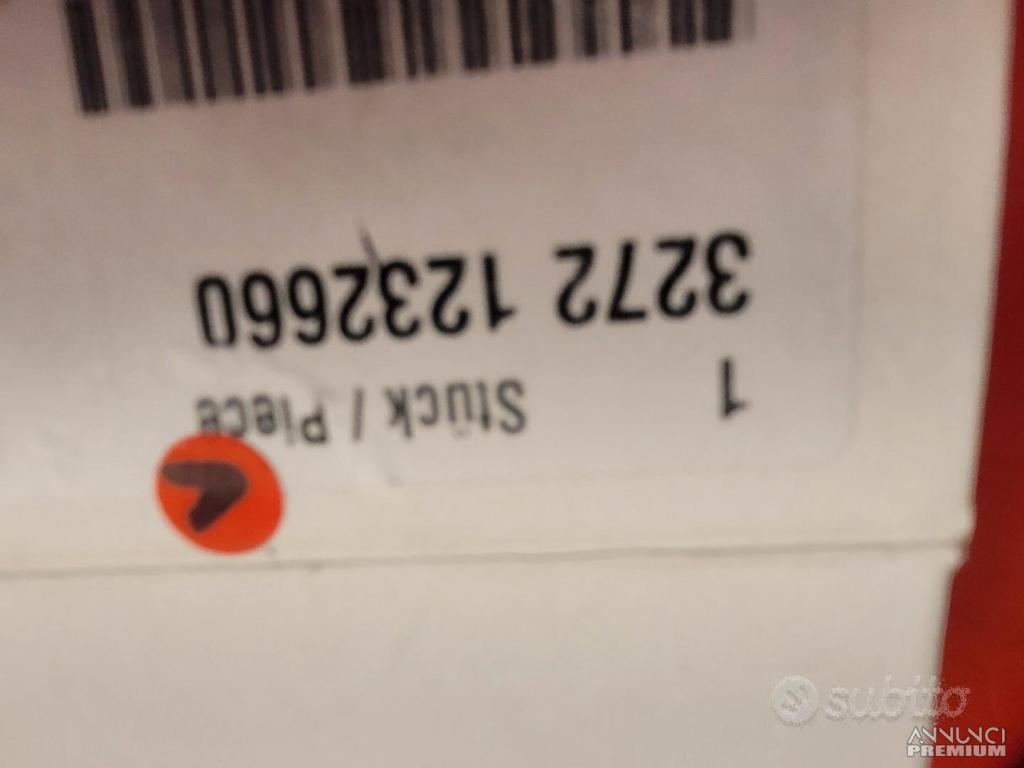 1 Stück / Piece
3272 1232660
subito
ANNUNCI
PREMIUM